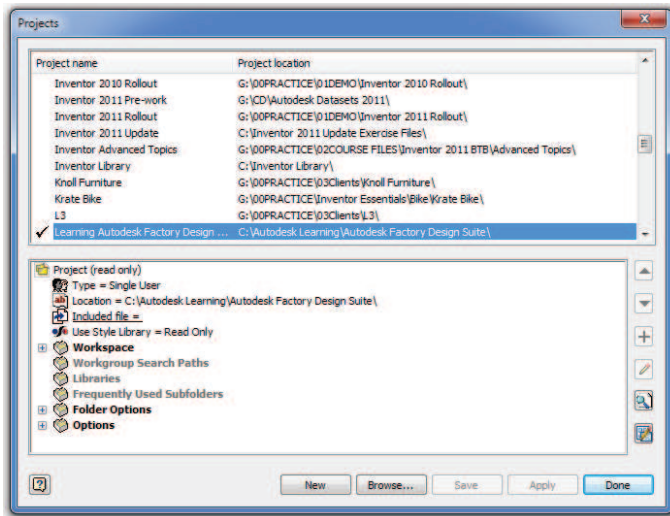 Projects
Project name Project location
Inventor 2010 Rollout G:\00PRACTICE\01DEMO\Inventor 2010 Rollout\
Inventor 2011 Pre-work G:\CD\Autodesk Datasets 2011\
Inventor 2011 Rollout G:\00PRACTICE\01DEMO\Inventor 2011 Rollout\
Inventor 2011 Update C:\Inventor 2011 Update Exercise Files\
Inventor Advanced Topics G:\00PRACTICE\02COURSE FILES\Inventor 2011 BTB\Advanced Topics\
Inventor Library C:\Inventor Library\
Knoll Furniture G:\00PRACTICE\03Clients\Knoll Furniture\
Krate Bike G:\00PRACTICE\Inventor Essentials\Bike\Krate Bike\
L3 G:\00PRACTICE\03Clients\L3\
Learning Autodesk Factory Design ... C:\Autodesk Learning\Autodesk Factory Design Suite\
Project (read only)
Type = Single User
Location = C:\Autodesk Learning\Autodesk Factory Design Suite\
Included file =
Use Style Library = Read Only
Workspace
Workgroup Search Paths
Libraries
Frequently Used Subfolders
Folder Options
Options
New Browse... Save Apply Done